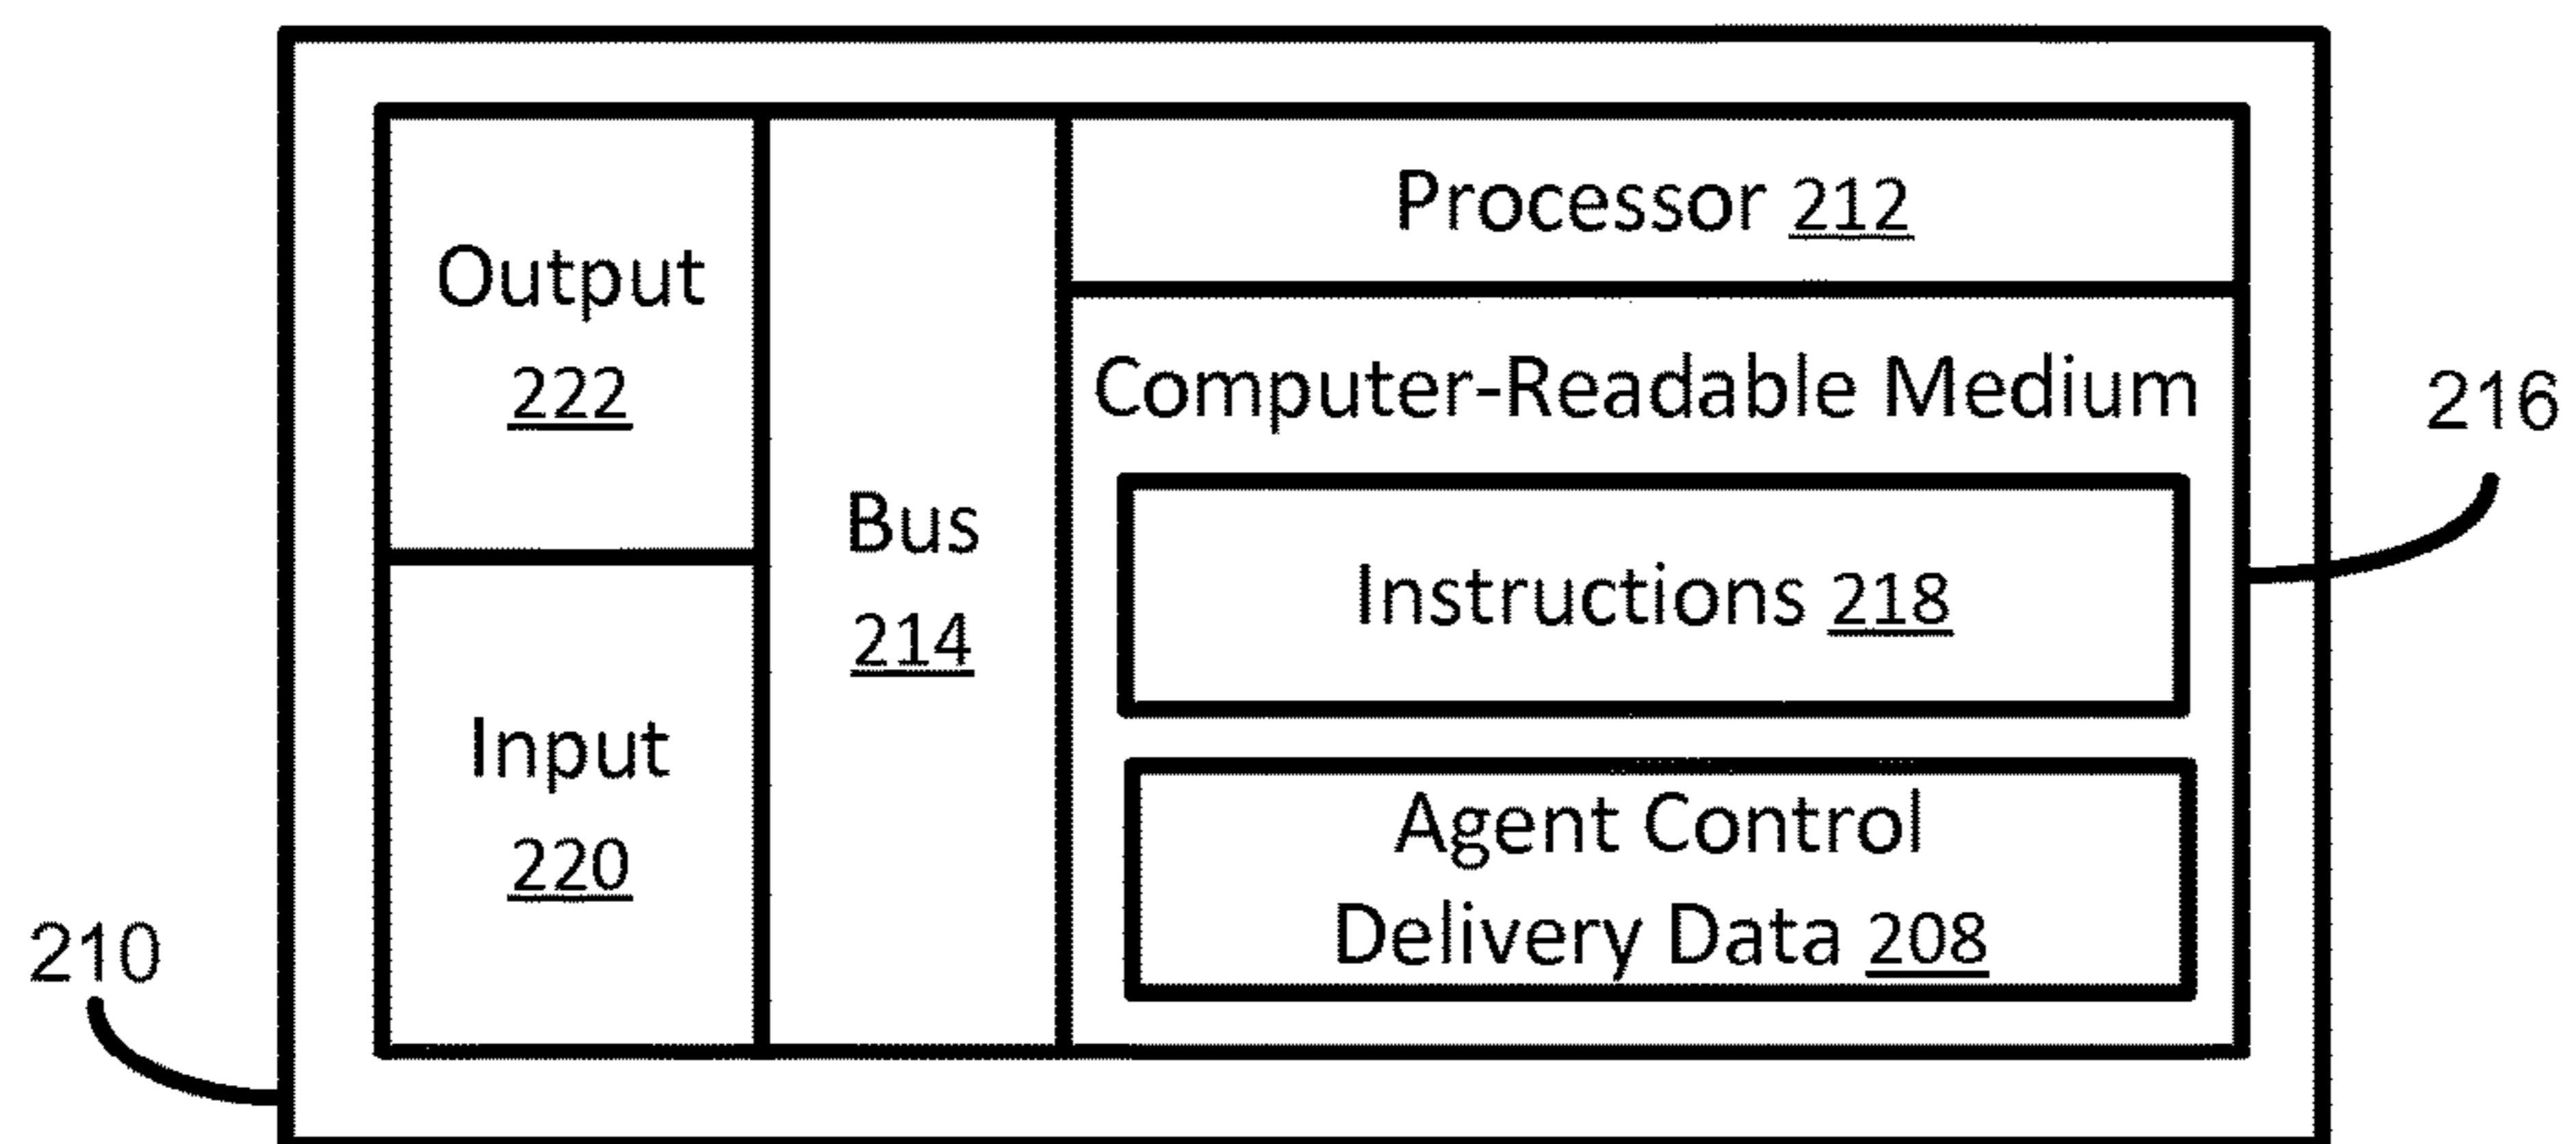 Output
222
Input
220
Bus
214
Processor 212
Computer-Readable Medium
Instructions 218
Agent Control
Delivery Data 208
216
210